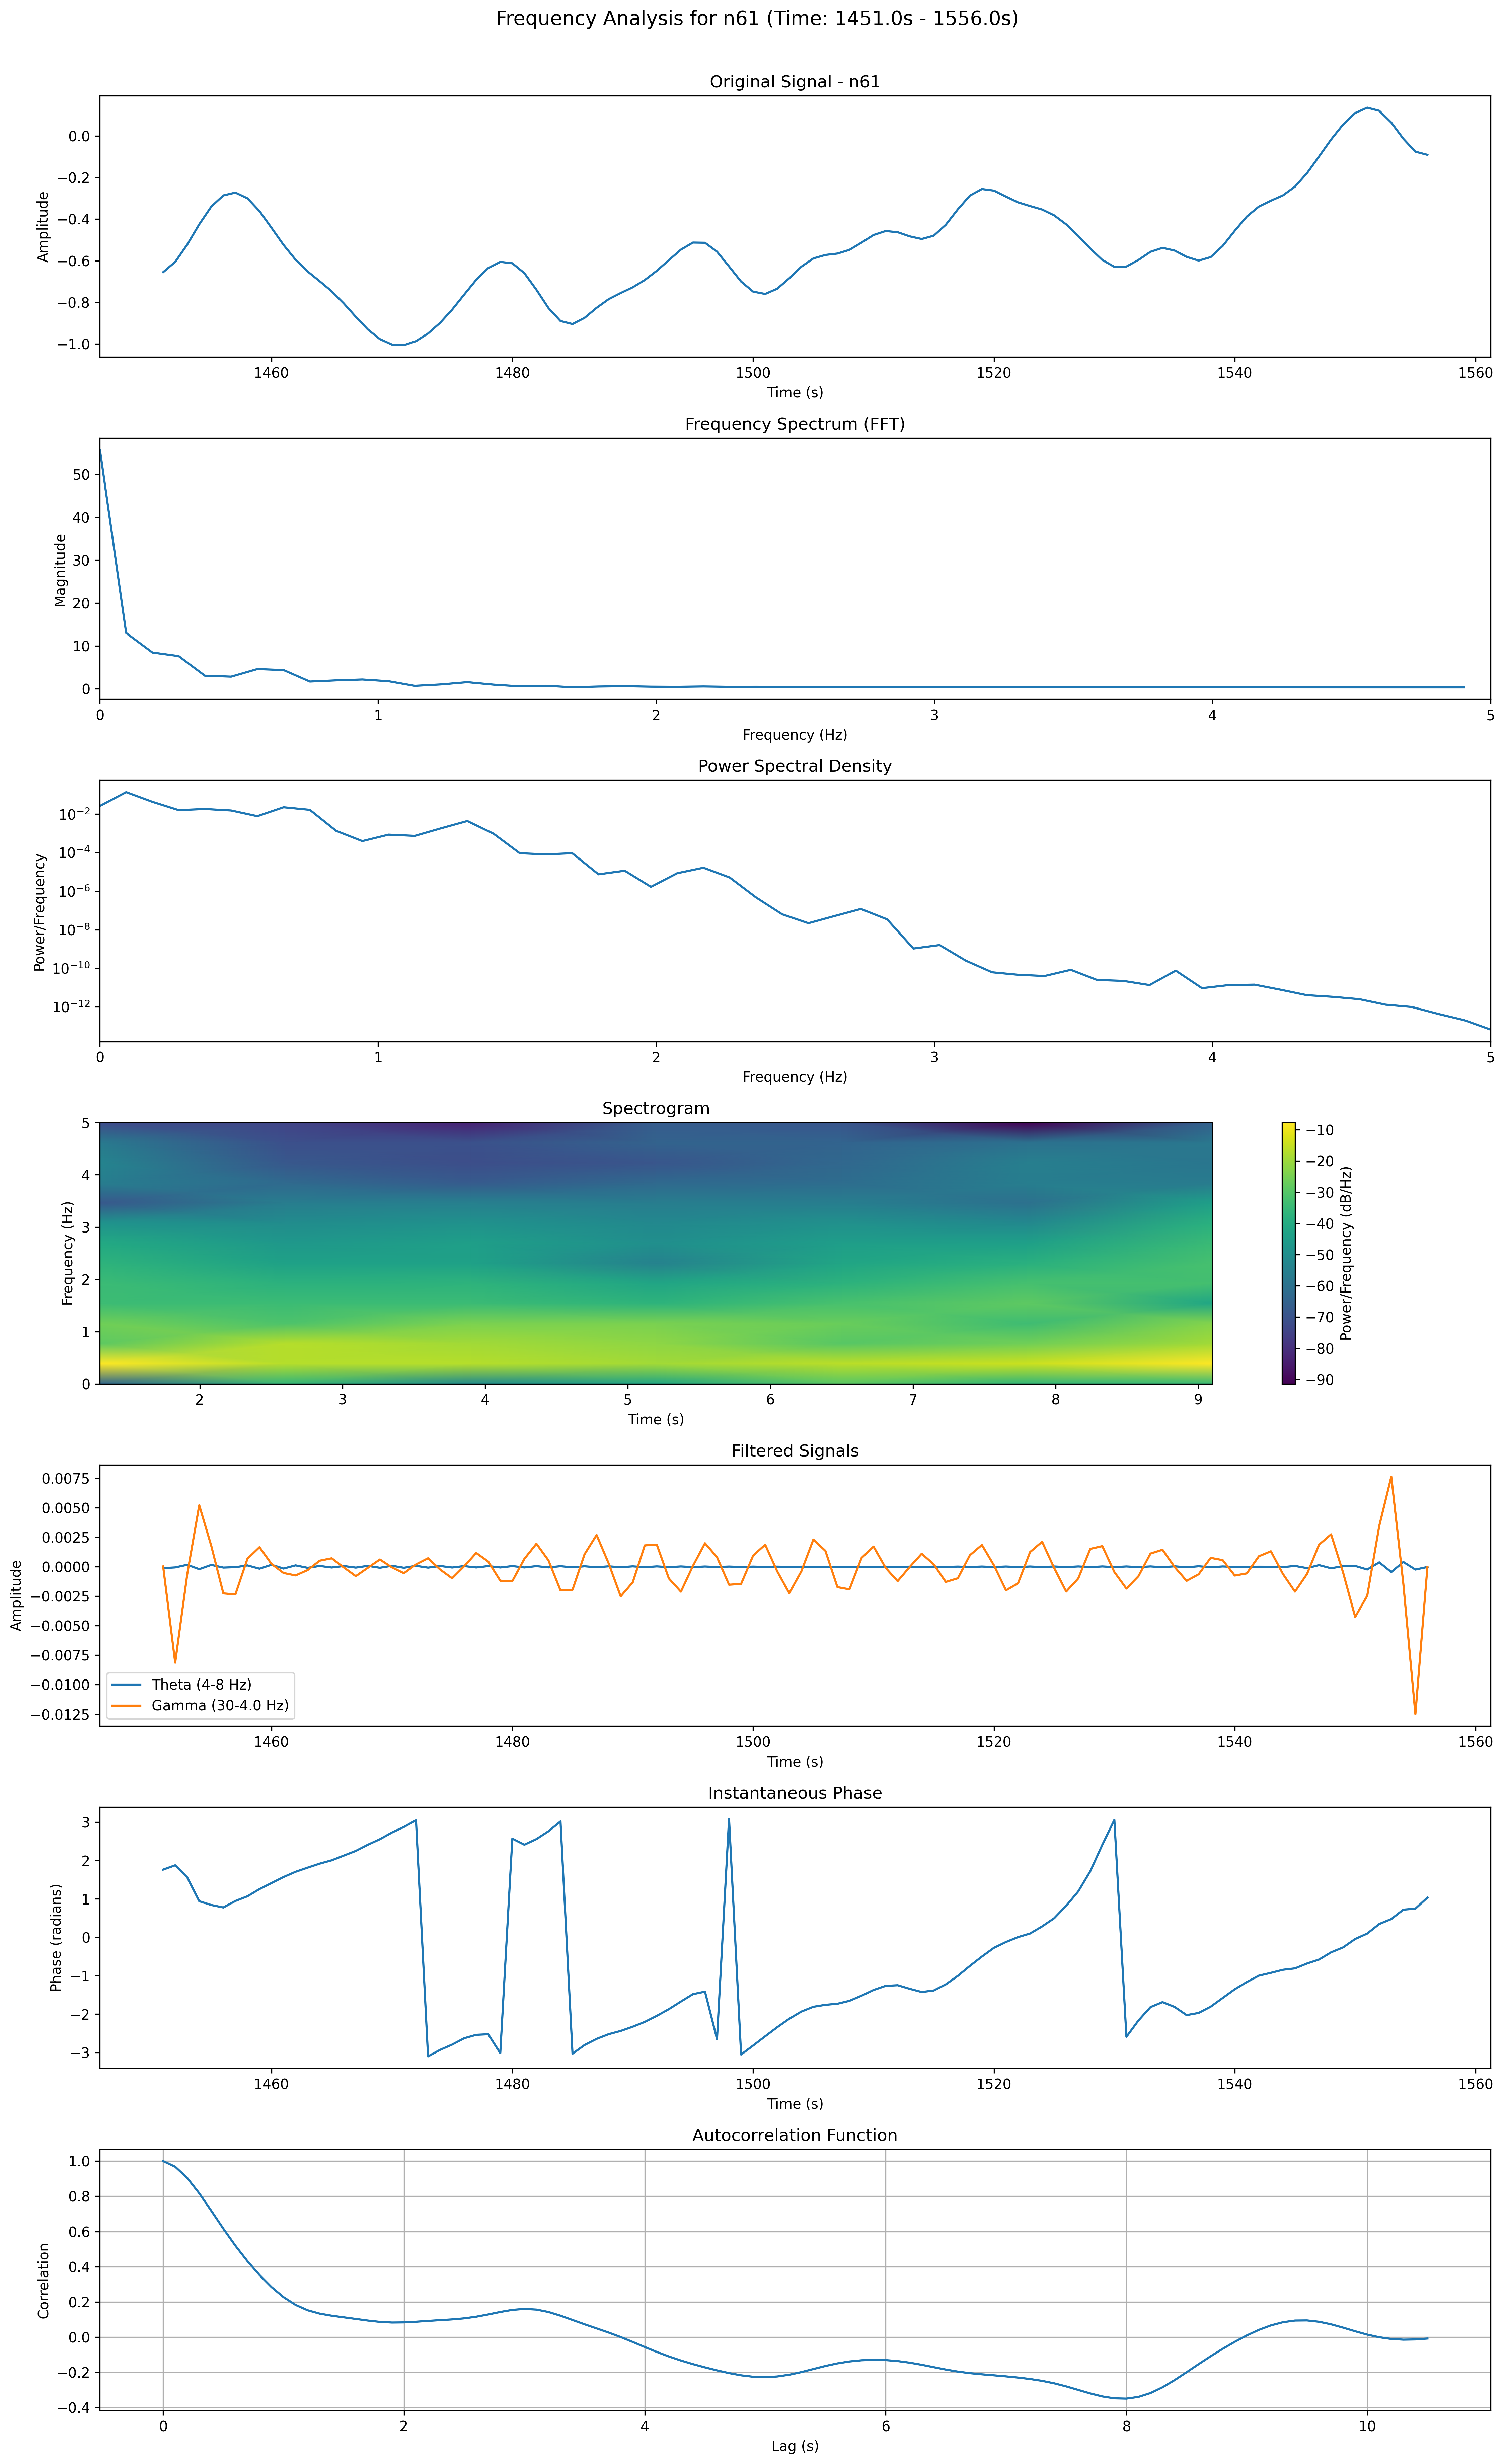 Frequency Analysis for n61 (Time: 1451.0s - 1556.0s)
Original Signal - n61
Amplitude
0.0
−0.2
−0.4
−0.6
−0.8
−1.0
1460 1480 1500 1520 1540 1560
Time (s)
Frequency Spectrum (FFT)
Magnitude
50
40
30
20
10
0
0 1 2 3 4 5
Frequency (Hz)
Power Spectral Density
Power/Frequency
10⁻²
10⁻⁴
10⁻⁶
10⁻⁸
10⁻¹⁰
10⁻¹²
0 1 2 3 4 5
Frequency (Hz)
Spectrogram
Frequency (Hz)
5
4
3
2
1
0
2 3 4 5 6 7 8 9
Time (s)
−10
−20
−30
−40
−50
−60
−70
−80
−90
Power/Frequency (dB/Hz)
Filtered Signals
Amplitude
0.0075
0.0050
0.0025
0.0000
−0.0025
−0.0050
−0.0075
−0.0100
−0.0125
Theta (4-8 Hz)
Gamma (30-4.0 Hz)
1460 1480 1500 1520 1540 1560
Time (s)
Instantaneous Phase
Phase (radians)
3
2
1
0
−1
−2
−3
1460 1480 1500 1520 1540 1560
Time (s)
Autocorrelation Function
Correlation
1.0
0.8
0.6
0.4
0.2
0.0
−0.2
−0.4
0 2 4 6 8 10
Lag (s)